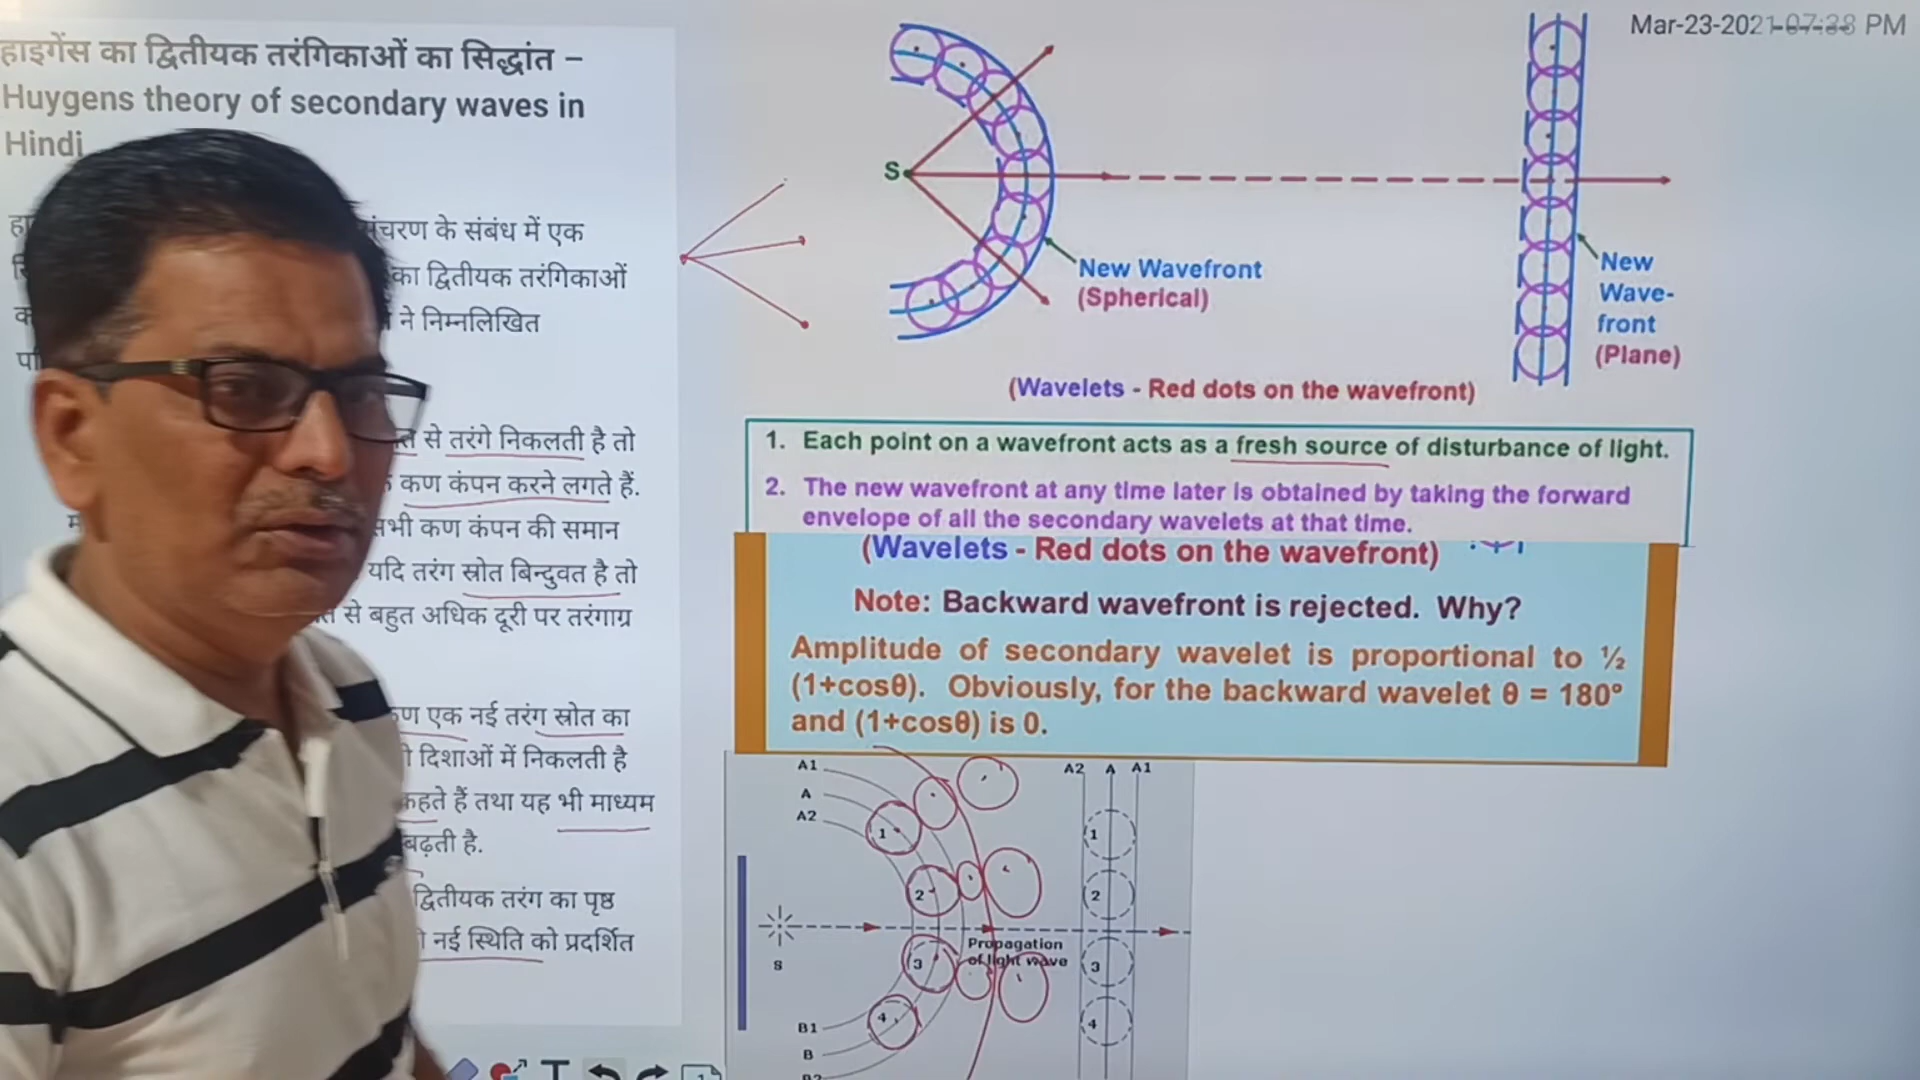 हाइगेंस का द्वितीयक तरंगिकाओं का सिद्धांत –
Huygens theory of secondary waves in
Hindi
के संबंध में एक
का द्वितीयक तरंगिकाओं
ने निम्नलिखित
से तरंगे निकलती है तो
कण कंपन करने लगते हैं.
सभी कण कंपन की समान
यदि तरंग स्रोत बिन्दुवत है तो
से बहुत अधिक दूरी पर तरंगाग्र
एक नई तरंग स्रोत का
दिशाओं में निकलती है
कहते हैं तथा यह भी माध्यम
बढ़ती है.
द्वितीयक तरंग का पृष्ठ
नई स्थिति को प्रदर्शित
Mar-23-2021-07:38 PM
S
New Wavefront
(Spherical)
New
Wave-
front
(Plane)
(Wavelets - Red dots on the wavefront)
1. Each point on a wavefront acts as a fresh source of disturbance of light.
2. The new wavefront at any time later is obtained by taking the forward
envelope of all the secondary wavelets at that time.
(Wavelets - Red dots on the wavefront)
Note: Backward wavefront is rejected. Why?
Amplitude of secondary wavelet is proportional to ½
(1+cosθ). Obviously, for the backward wavelet θ = 180º
and (1+cosθ) is 0.
A1
A
A2
A2 A A1
1
2
3
4
S
Propagation
of light wave
1
2
3
4
B1
B